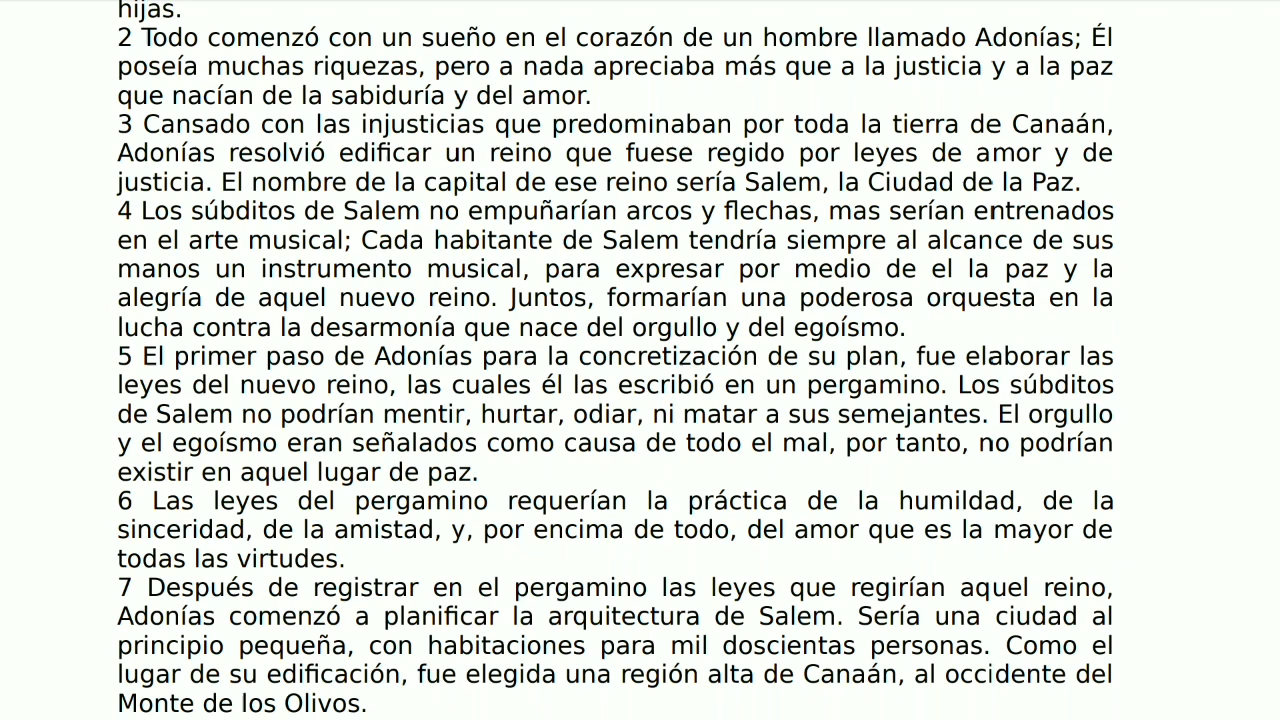 hijas.
2 Todo comenzó con un sueño en el corazón de un hombre llamado Adonías; Él
poseía muchas riquezas, pero a nada apreciaba más que a la justicia y a la paz
que nacían de la sabiduría y del amor.
3 Cansado con las injusticias que predominaban por toda la tierra de Canaán,
Adonías resolvió edificar un reino que fuese regido por leyes de amor y de
justicia. El nombre de la capital de ese reino sería Salem, la Ciudad de la Paz.
4 Los súbditos de Salem no empuñarían arcos y flechas, mas serían entrenados
en el arte musical; Cada habitante de Salem tendría siempre al alcance de sus
manos un instrumento musical, para expresar por medio de el la paz y la
alegría de aquel nuevo reino. Juntos, formarían una poderosa orquesta en la
lucha contra la desarmonía que nace del orgullo y del egoísmo.
5 El primer paso de Adonías para la concretización de su plan, fue elaborar las
leyes del nuevo reino, las cuales él las escribió en un pergamino. Los súbditos
de Salem no podrían mentir, hurtar, odiar, ni matar a sus semejantes. El orgullo
y el egoísmo eran señalados como causa de todo el mal, por tanto, no podrían
existir en aquel lugar de paz.
6 Las leyes del pergamino requerían la práctica de la humildad, de la
sinceridad, de la amistad, y, por encima de todo, del amor que es la mayor de
todas las virtudes.
7 Después de registrar en el pergamino las leyes que regirían aquel reino,
Adonías comenzó a planificar la arquitectura de Salem. Sería una ciudad al
principio pequeña, con habitaciones para mil doscientas personas. Como el
lugar de su edificación, fue elegida una región alta de Canaán, al occidente del
Monte de los Olivos.